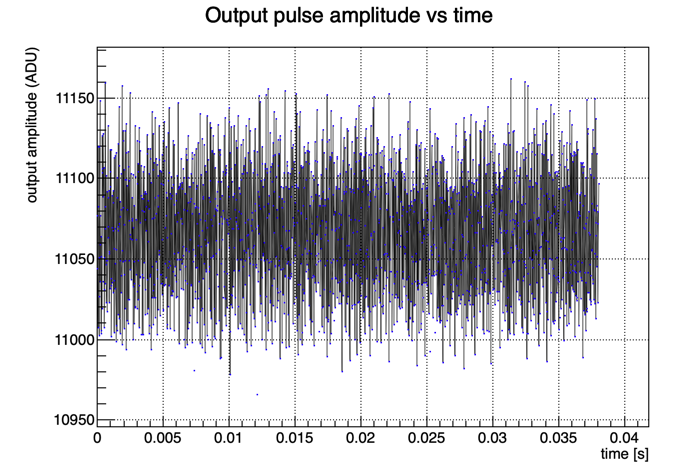 Output pulse amplitude vs time
output amplitude (ADU)
11150
11100
11050
11000
10950
0 0.005 0.01 0.015 0.02 0.025 0.03 0.035 0.04
time [s]